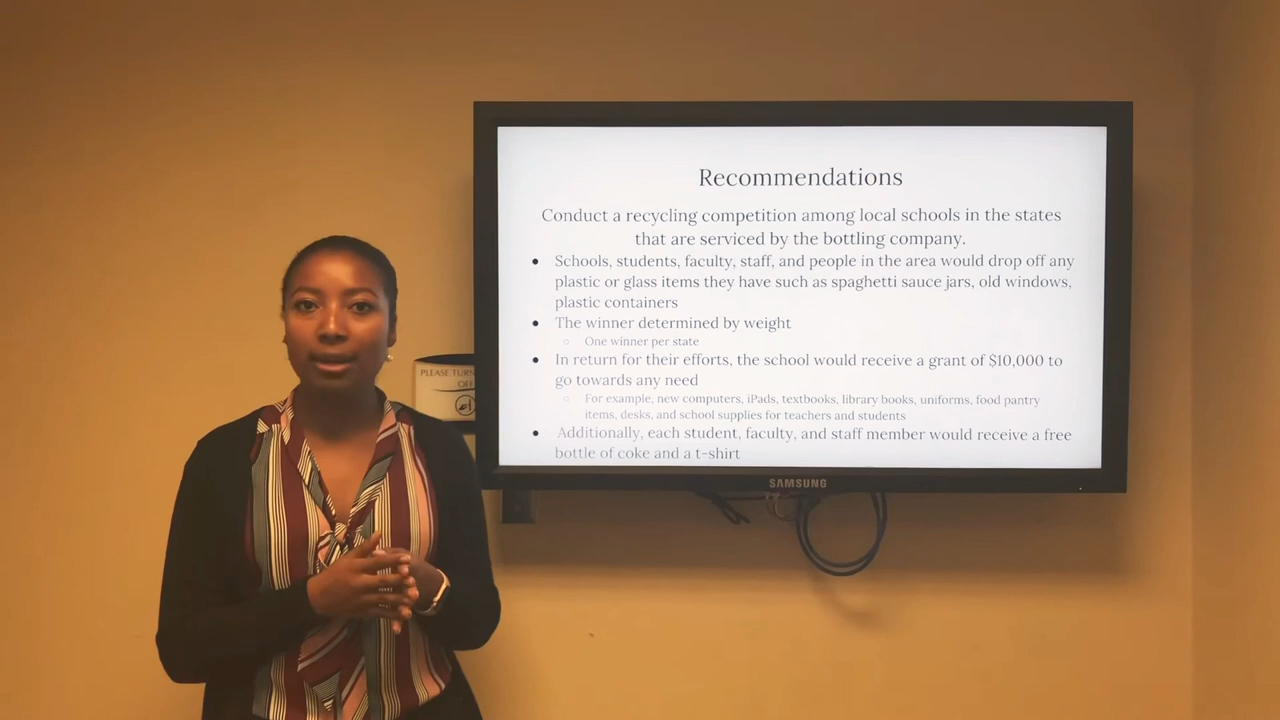 Recommendations
Conduct a recycling competition among local schools in the states
that are serviced by the bottling company.
● Schools, students, faculty, staff, and people in the area would drop off any
plastic or glass items they have such as spaghetti sauce jars, old windows,
plastic containers
● The winner determined by weight
○ One winner per state
● In return for their efforts, the school would receive a grant of $10,000 to
go towards any need
○ For example, new computers, iPads, textbooks, library books, uniforms, food pantry
items, desks, and school supplies for teachers and students
● Additionally, each student, faculty, and staff member would receive a free
bottle of coke and a t-shirt
SAMSUNG
PLEASE TURN
OFF